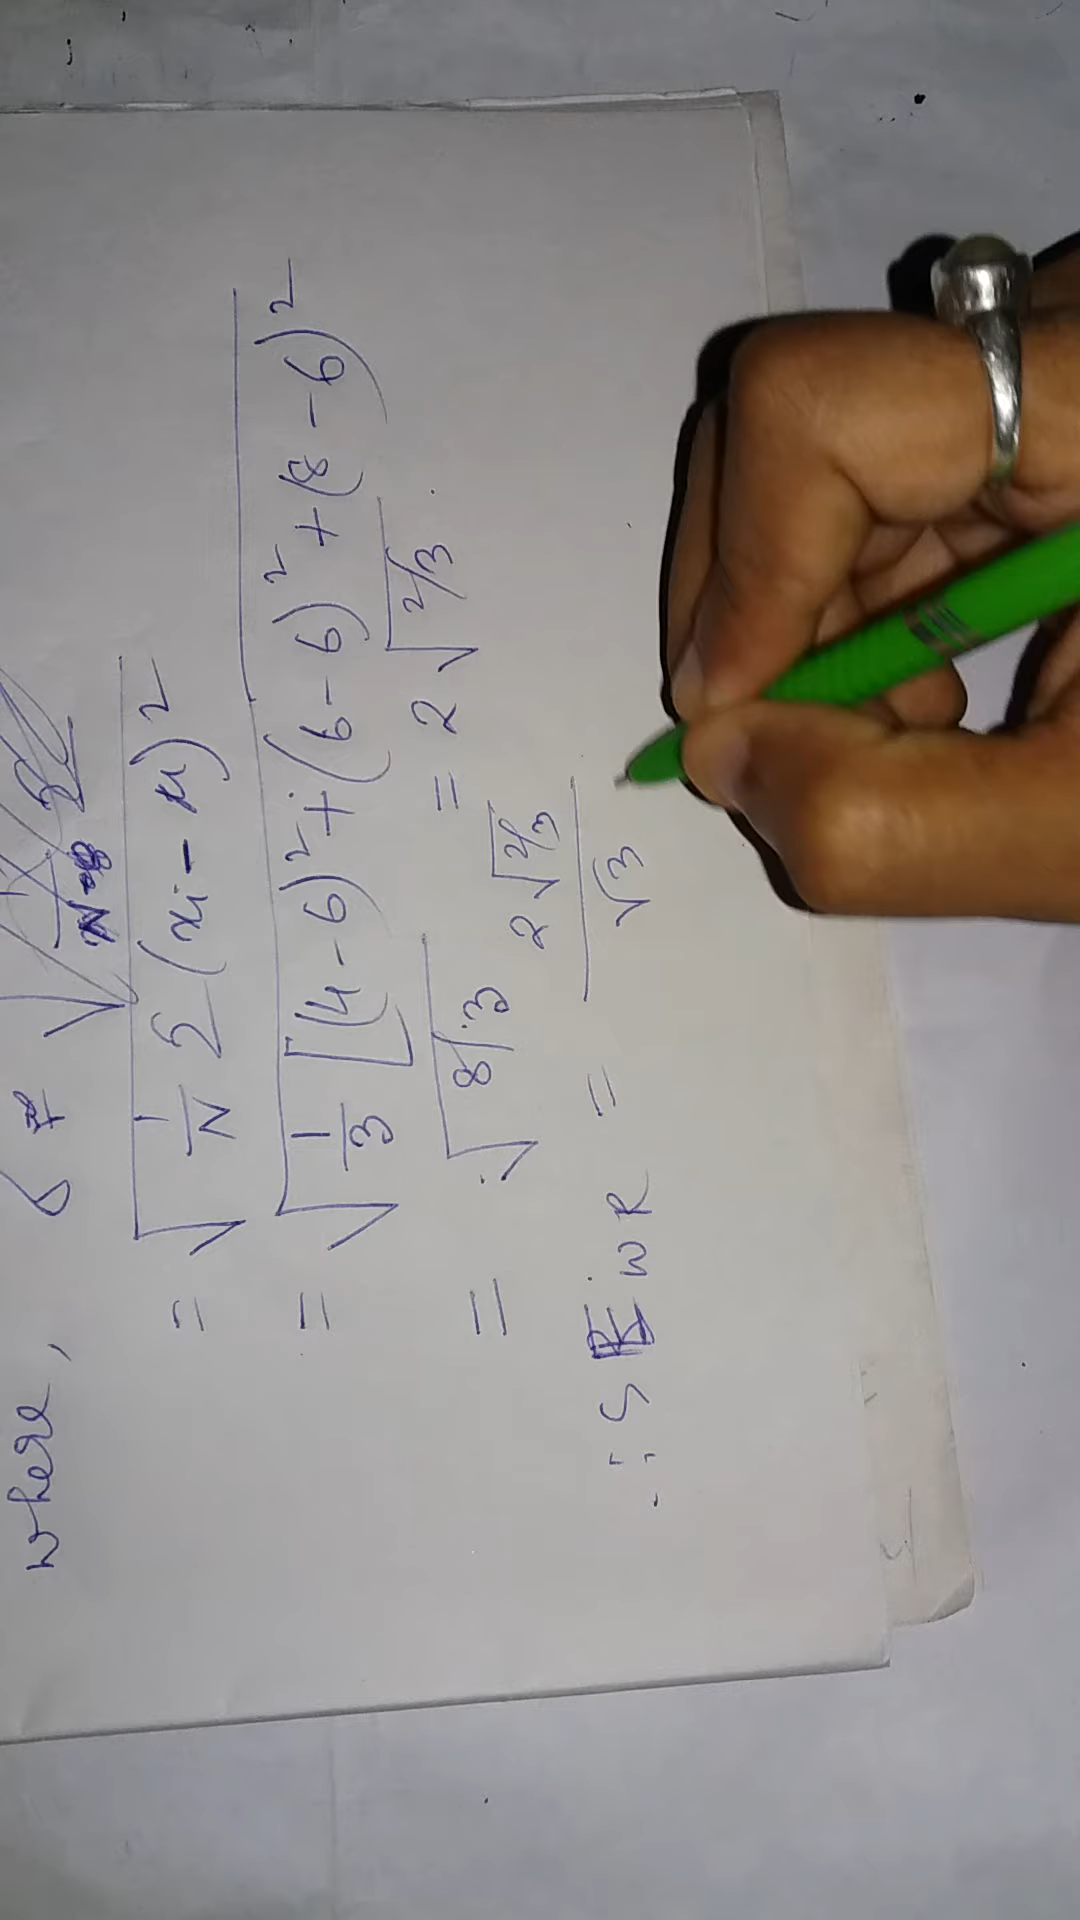 where, σ =
= √(1/N Σ(xi - μ)²)
= √(1/3 [(4-6)² + (6-6)² + (8-6)²
= √(8/3) = 2√(2/3)
∴ SEWR = 2√(2/3) / √3